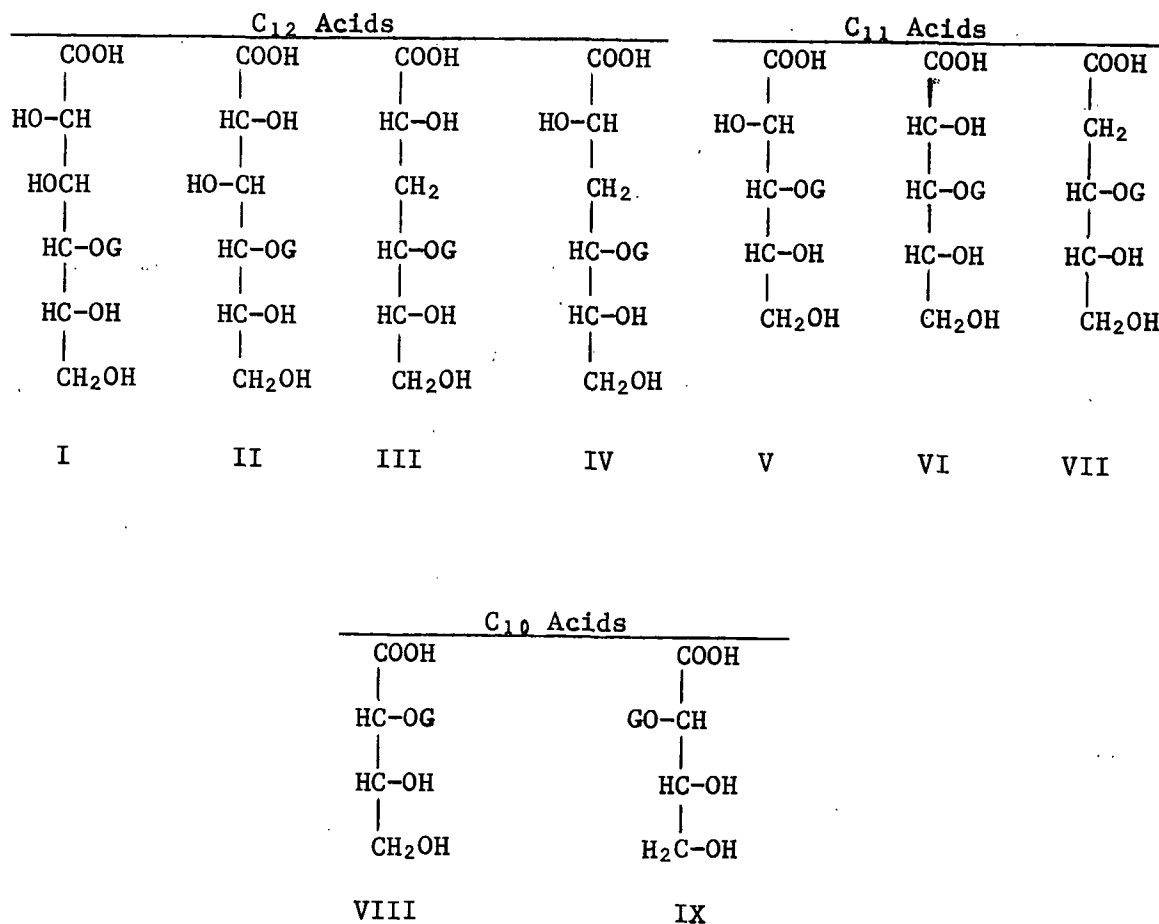 C12 Acids C11 Acids
COOH COOH COOH COOH COOH COOH COOH
HO-CH HC-OH HC-OH HO-CH HO-CH HC-OH CH2
HOCH HO-CH CH2 CH2 HC-OG HC-OG HC-OG
HC-OG HC-OG HC-OG HC-OG HC-OH HC-OH HC-OH
HC-OH HC-OH HC-OH HC-OH CH2OH CH2OH CH2OH
CH2OH CH2OH CH2OH CH2OH
I II III IV V VI VII
C10 Acids
COOH COOH
HC-OG GO-CH
HC-OH HC-OH
CH2OH H2C-OH
VIII IX